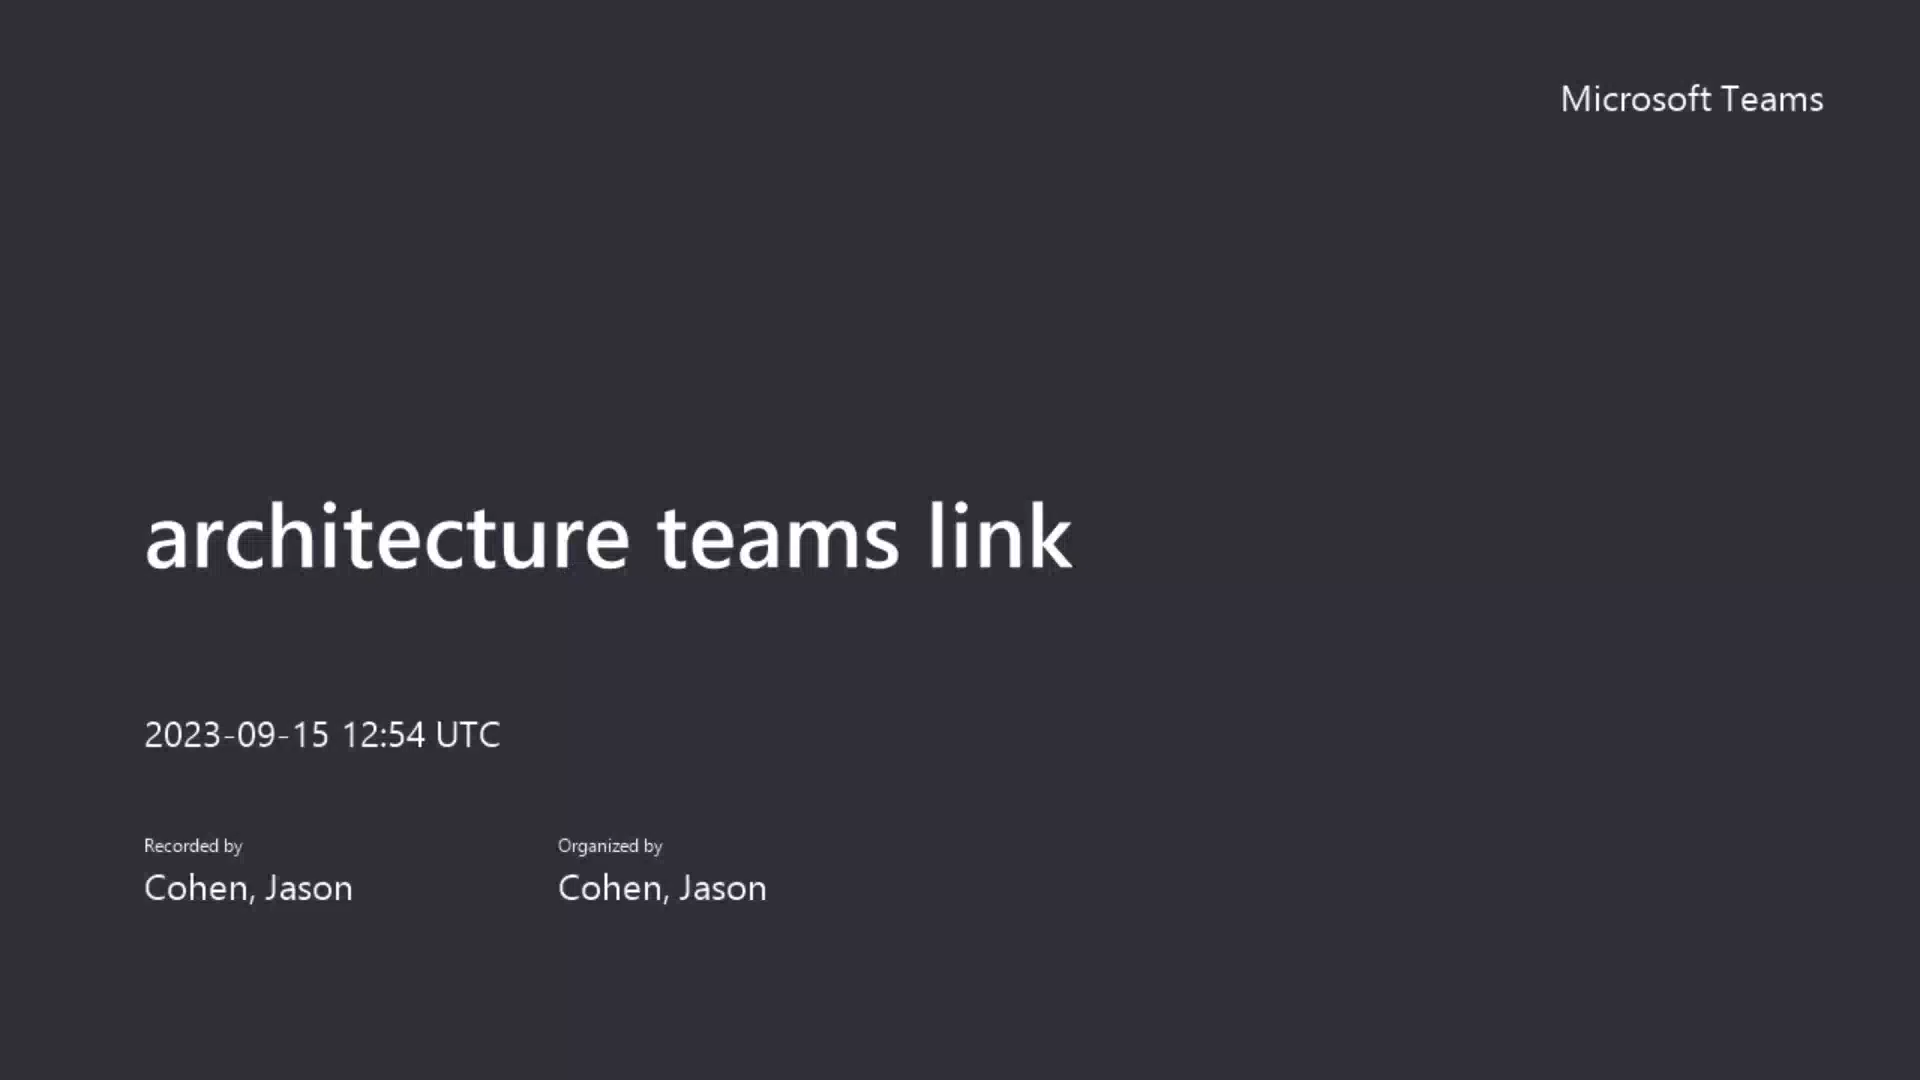 Microsoft Teams
architecture teams link
2023-09-15 12:54 UTC
Recorded by
Cohen, Jason
Organized by
Cohen, Jason